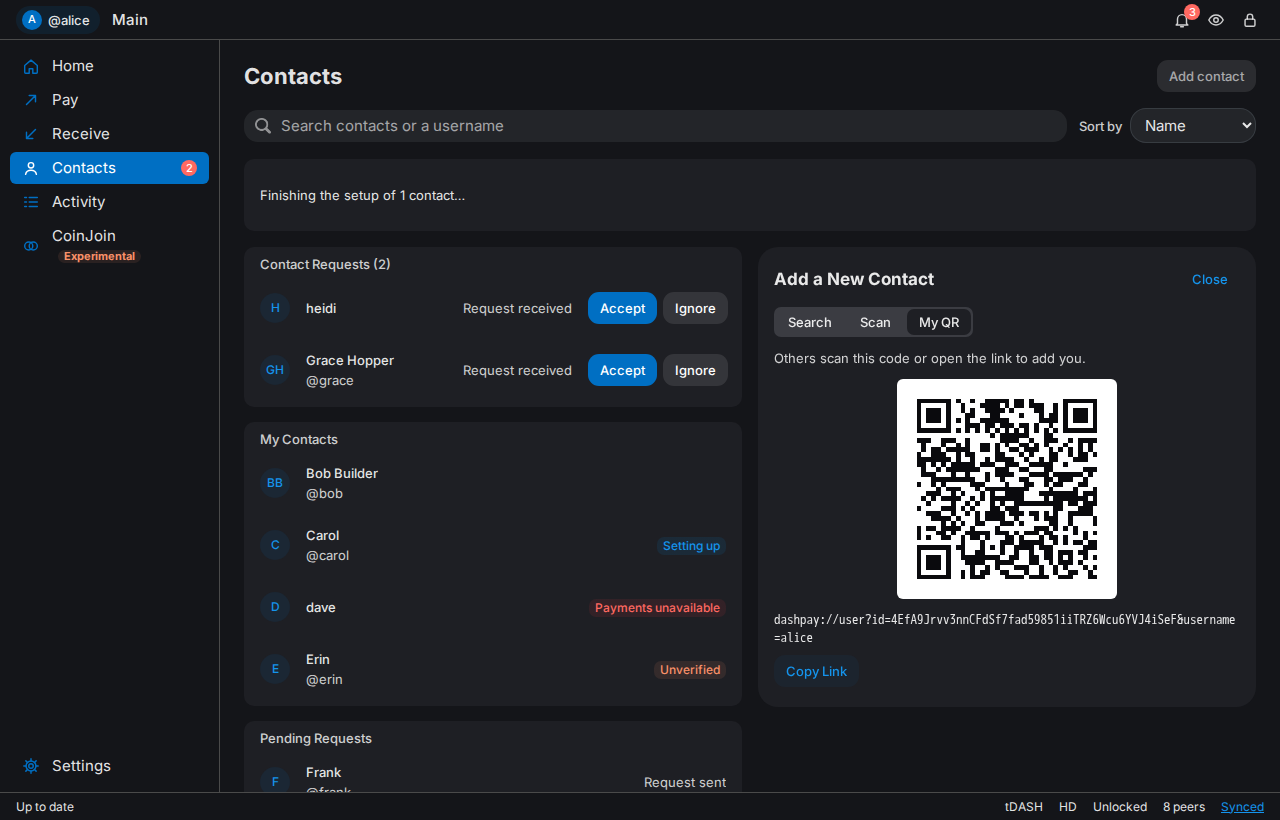 A @alice Main 3
Home
Pay
Receive
Contacts 2
Activity
CoinJoin
Experimental
Settings
Contacts
Add contact
Search contacts or a username
Sort by Name
Finishing the setup of 1 contact...
Contact Requests (2)
H heidi Request received Accept Ignore
GH Grace Hopper
@grace
Request received Accept Ignore
My Contacts
BB Bob Builder
@bob
C Carol
@carol
Setting up
D dave Payments unavailable
E Erin
@erin
Unverified
Pending Requests
F Frank
@frank
Request sent
Add a New Contact Close
Search Scan My QR
Others scan this code or open the link to add you.
dashpay://user?id=4EfA9Jrvv3nnCFdSf7fad59851iiTRZ6Wcu6YVJ4iSeF&username
=alice
Copy Link
Up to date tDASH HD Unlocked 8 peers Synced